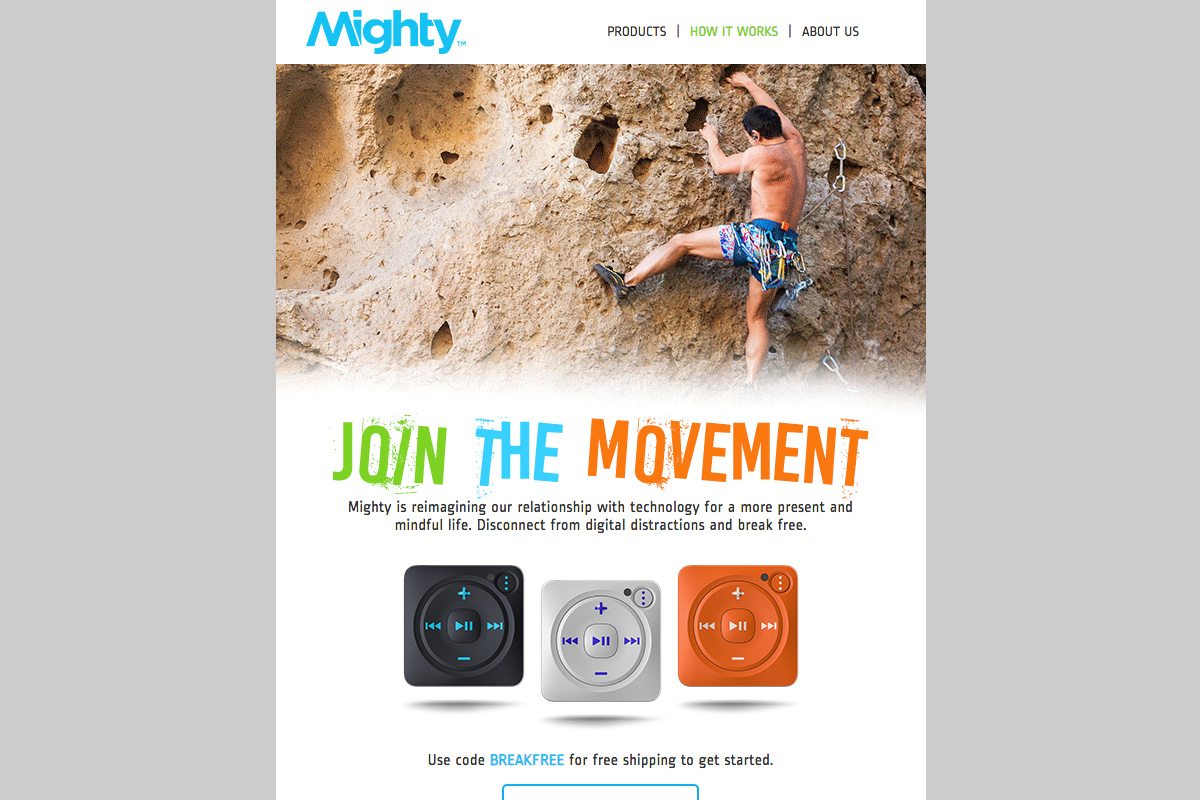 Mighty™
PRODUCTS | HOW IT WORKS | ABOUT US
JOIN THE MOVEMENT
Mighty is reimagining our relationship with technology for a more present and
mindful life. Disconnect from digital distractions and break free.
Use code BREAKFREE for free shipping to get started.